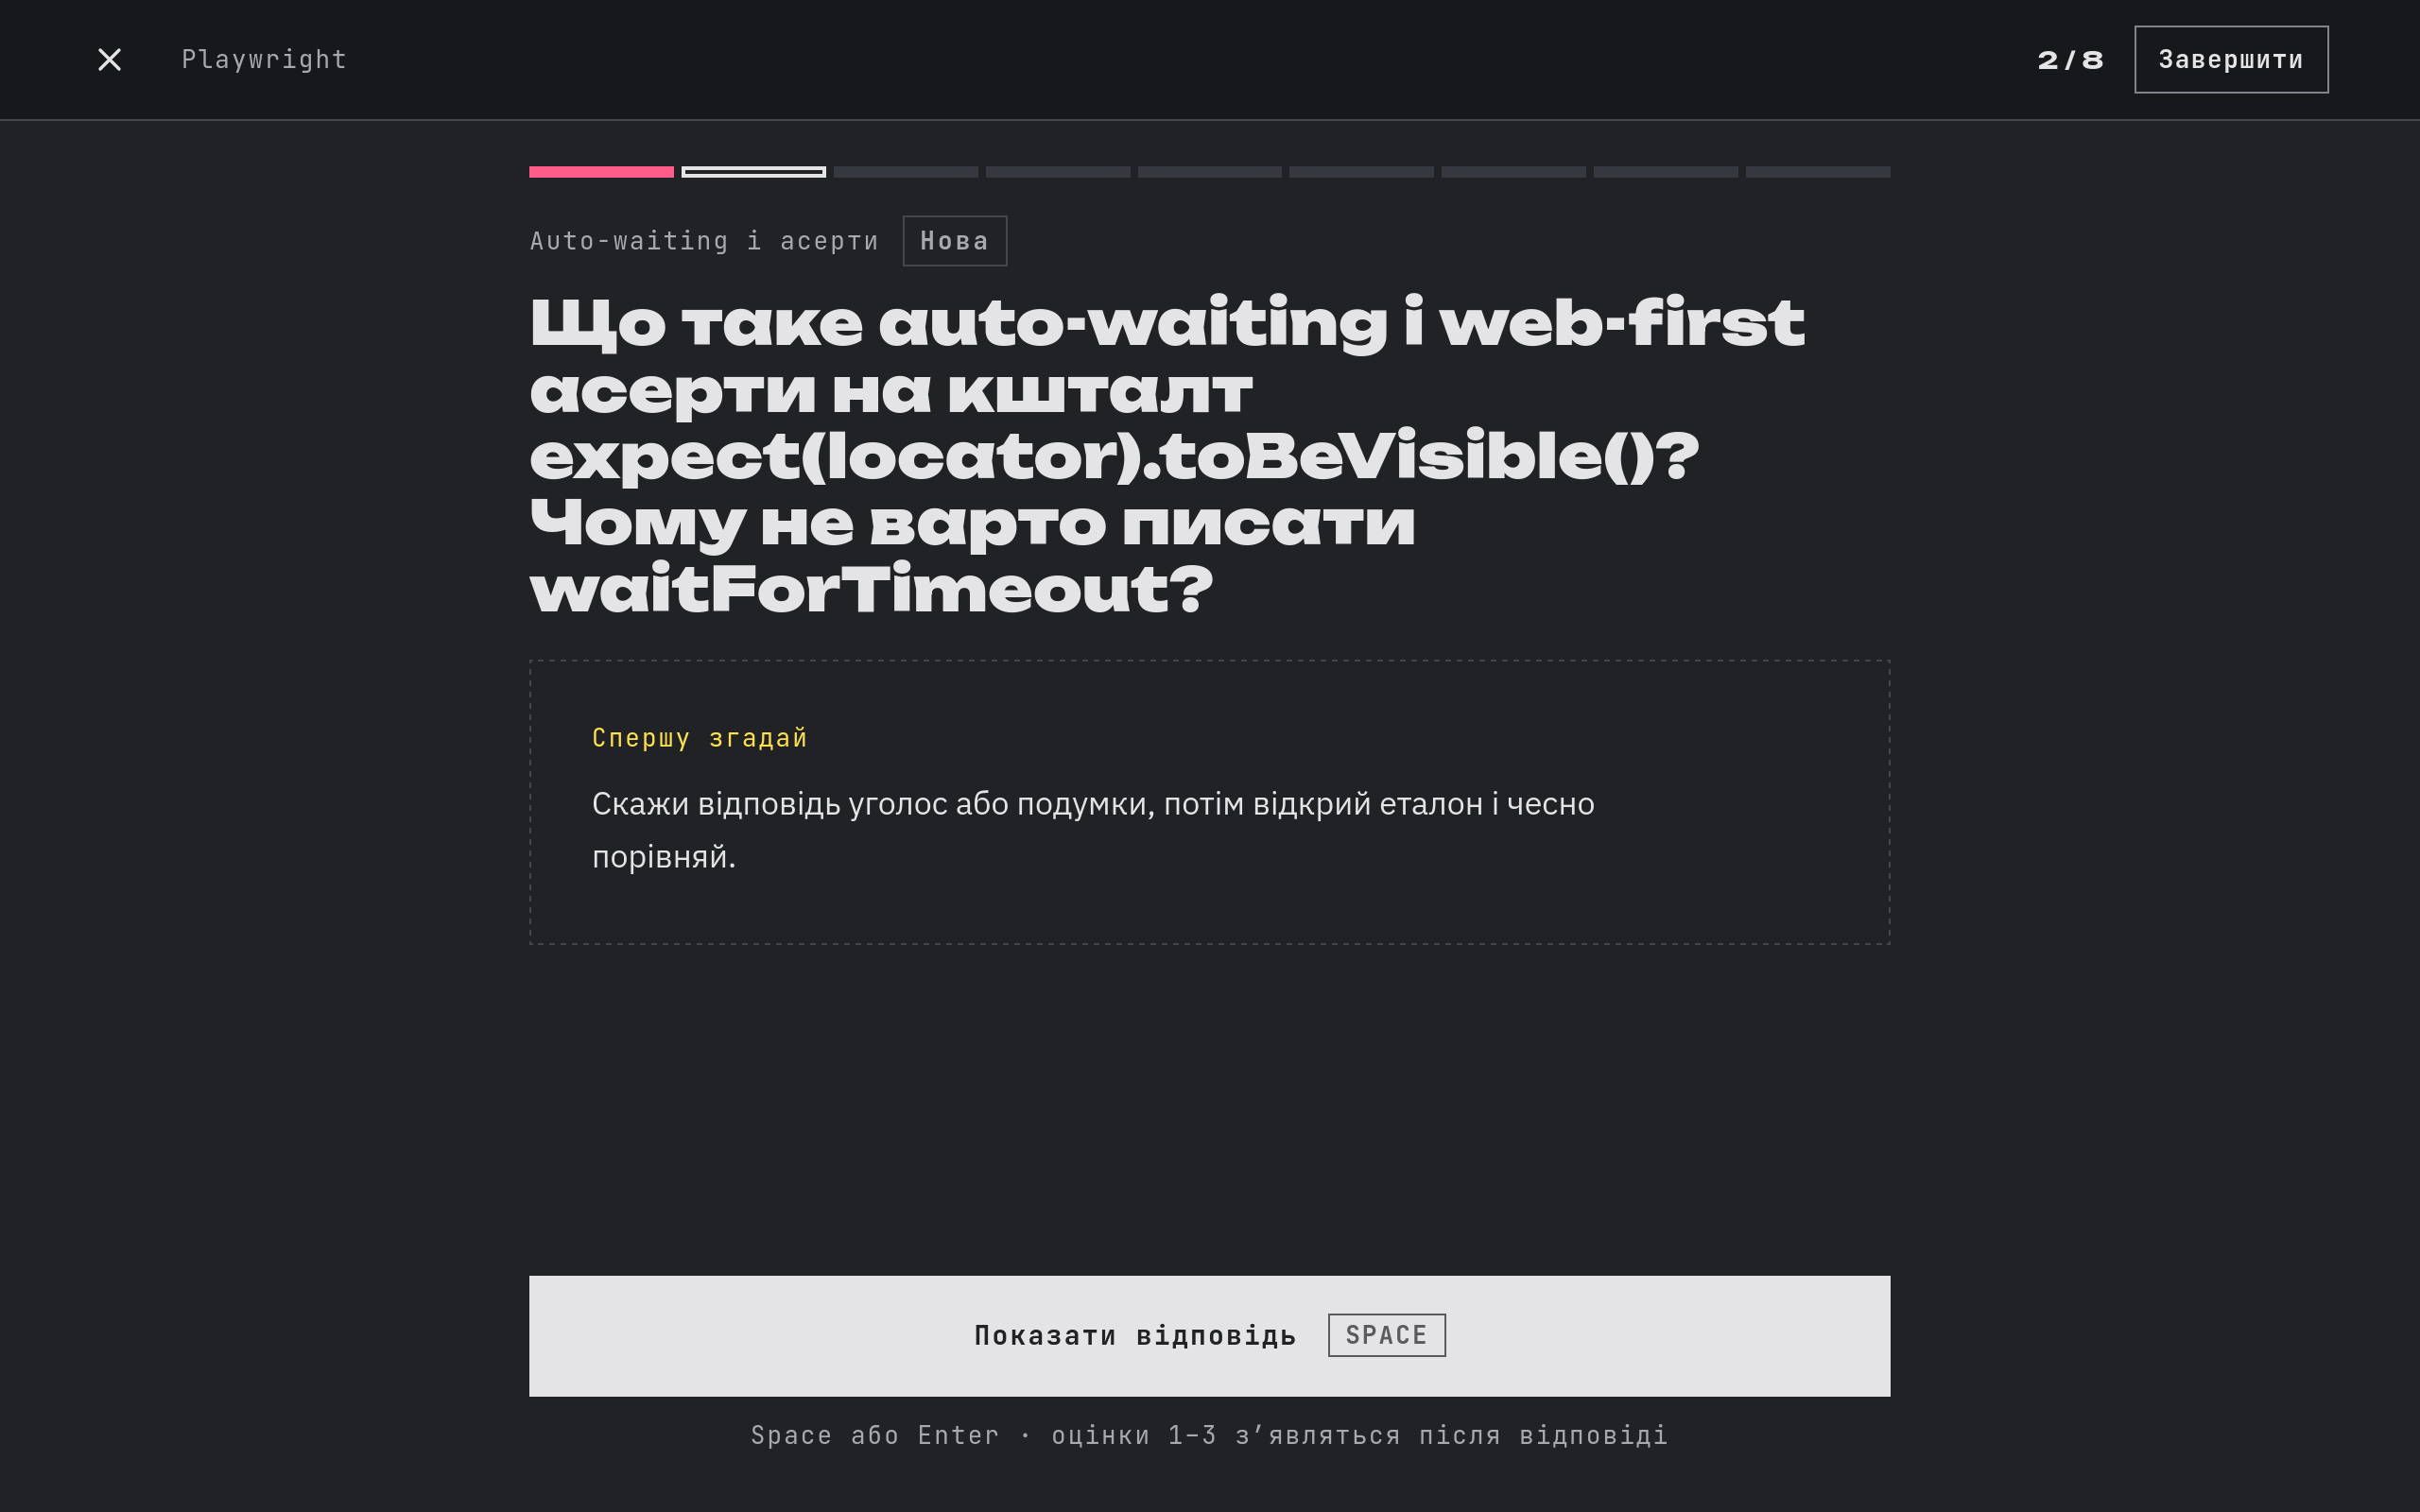 Playwright
2/8
Завершити
Auto-waiting і асерти
Нова
Що таке auto-waiting і web-first
асерти на кшталт
expect(locator).toBeVisible()?
Чому не варто писати
waitForTimeout?
Спершу згадай
Скажи відповідь уголос або подумки, потім відкрий еталон і чесно
порівняй.
Показати відповідь
SPACE
Space або Enter · оцінки 1–3 з’являться після відповіді